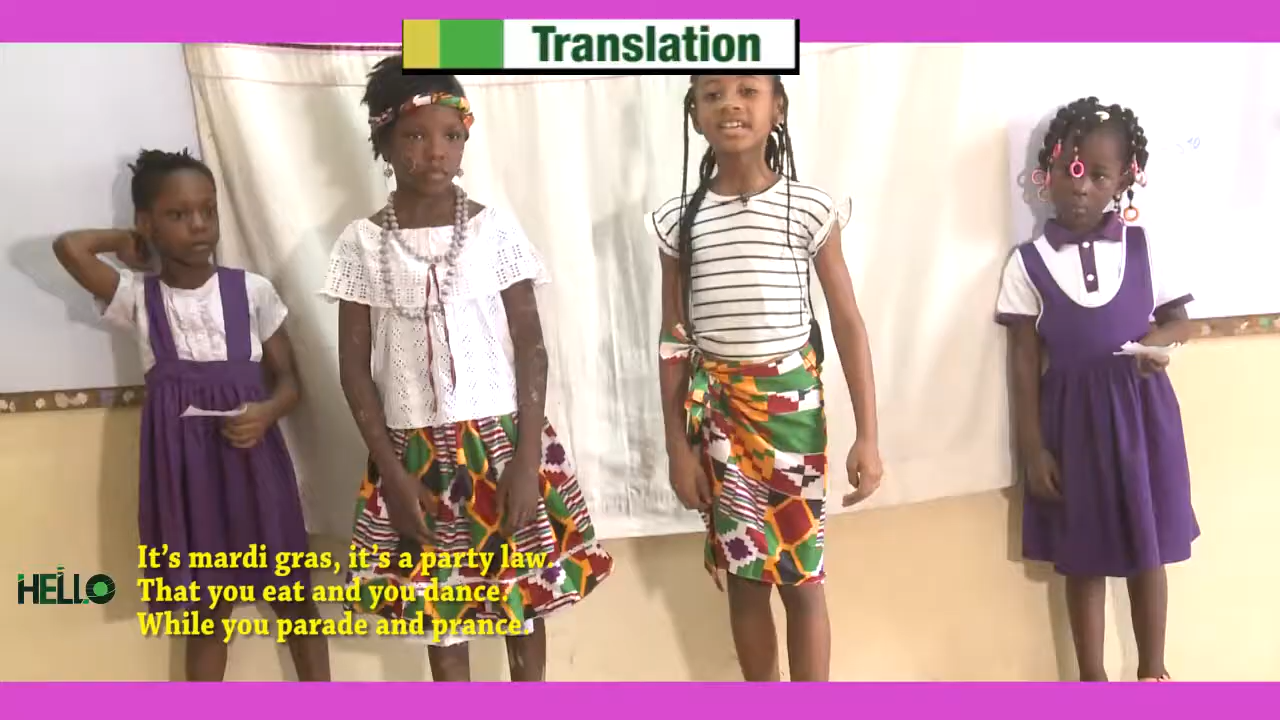 Translation
It's mardi gras, it's a party law.
That you eat and you dance.
While you parade and prance.
HELLO